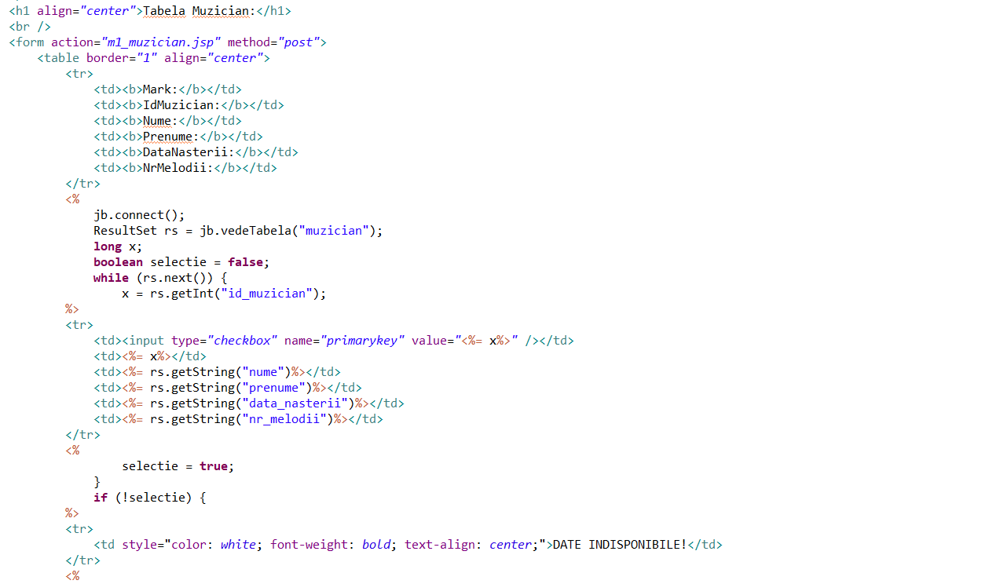 <h1 align="center">Tabela Muzician:</h1>
<br />
<form action="m1_muzician.jsp" method="post">
    <table border="1" align="center">
        <tr>
            <td><b>Mark:</b></td>
            <td><b>IdMuzician:</b></td>
            <td><b>Nume:</b></td>
            <td><b>Prenume:</b></td>
            <td><b>DataNasterii:</b></td>
            <td><b>NrMelodii:</b></td>
        </tr>
        <%
            jb.connect();
            ResultSet rs = jb.vedeTabela("muzician");
            long x;
            boolean selectie = false;
            while (rs.next()) {
                x = rs.getInt("id_muzician");
        %>
        <tr>
            <td><input type="checkbox" name="primarykey" value="<%= x%>" /></td>
            <td><%= x%></td>
            <td><%= rs.getString("nume")%></td>
            <td><%= rs.getString("prenume")%></td>
            <td><%= rs.getString("data_nasterii")%></td>
            <td><%= rs.getString("nr_melodii")%></td>
        </tr>
        <%
                selectie = true;
            }
            if (!selectie) {
        %>
        <tr>
            <td style="color: white; font-weight: bold; text-align: center;">DATE INDISPONIBILE!</td>
        </tr>
        <%